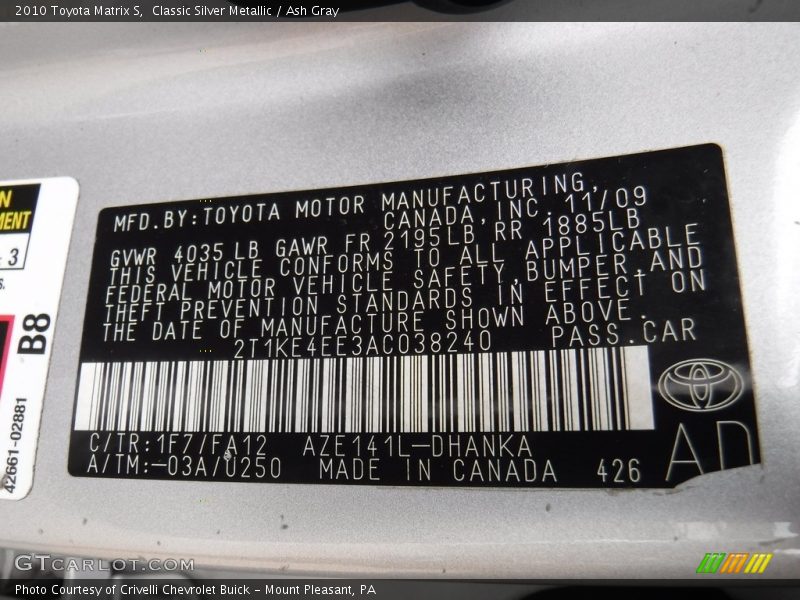 2010 Toyota Matrix S,  Classic Silver Metallic / Ash Gray
MFD.BY:TOYOTA MOTOR MANUFACTURING,
CANADA,INC. 11/09
GVWR 4035LB GAWR FR 2195LB,RR 1885LB
THIS VEHICLE CONFORMS TO ALL APPLICABLE
FEDERAL MOTOR VEHICLE SAFETY,BUMPER,AND
THEFT PREVENTION STANDARDS IN EFFECT ON
THE DATE OF MANUFACTURE SHOWN ABOVE.
2T1KE4EE3AC038240 PASS.CAR
C/TR:1F7/FA12 AZE141L-DHANKA
A/TM:-03A/U250 MADE IN CANADA 426
AD
B8
42661-02881
3
GTCarLot.com
Photo Courtesy of Crivelli Chevrolet Buick - Mount Pleasant, PA